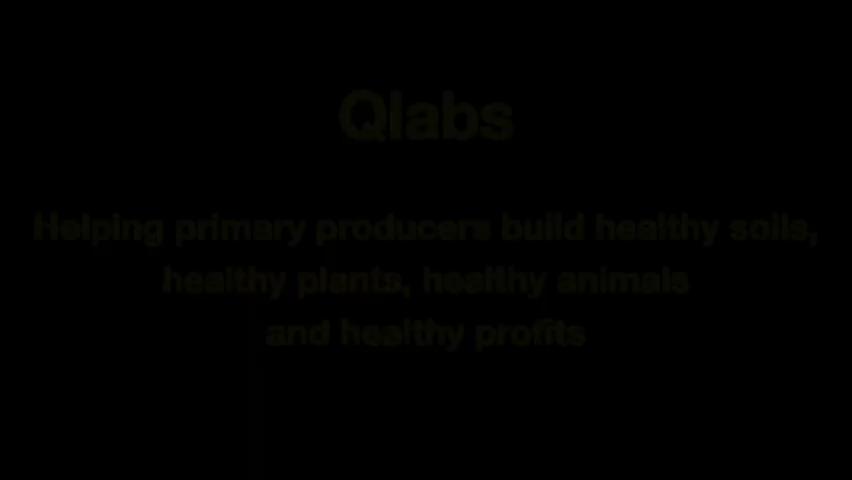 Qlabs
Helping primary producers build healthy soils,
healthy plants, healthy animals
and healthy profits